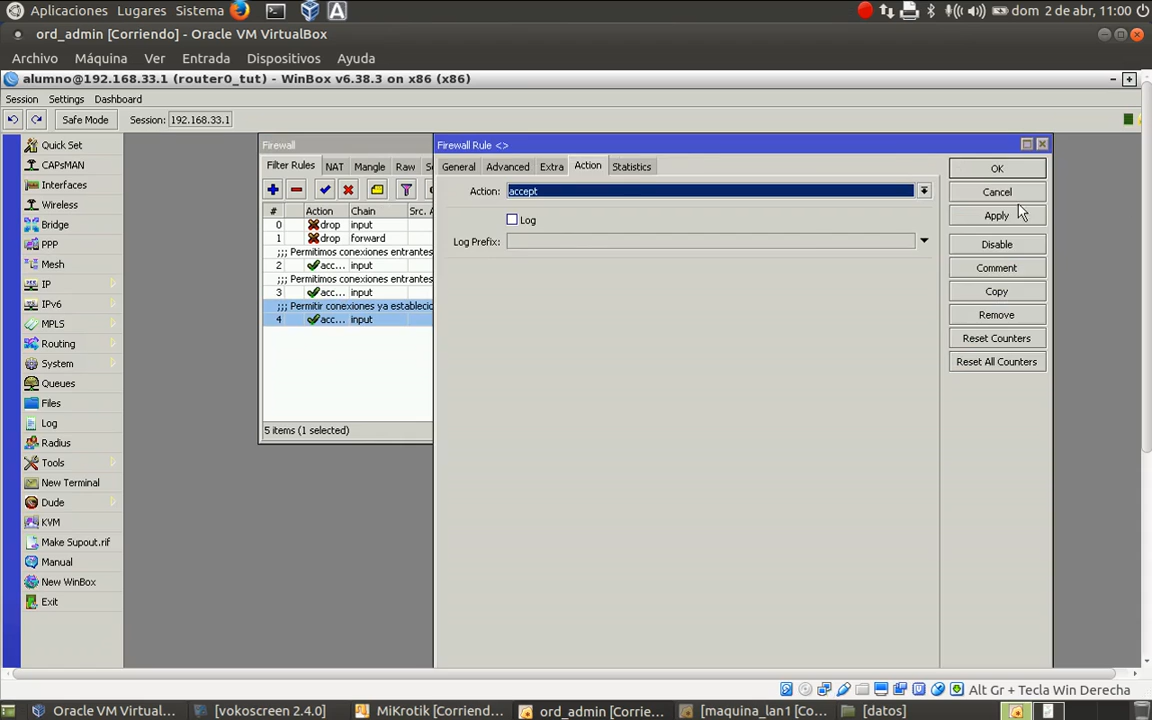 Aplicaciones Lugares Sistema dom 2 de abr, 11:00
ord_admin [Corriendo] - Oracle VM VirtualBox
Archivo Máquina Ver Entrada Dispositivos Ayuda
alumno@192.168.33.1 (router0_tut) - WinBox v6.38.3 on x86 (x86)
Session Settings Dashboard
Safe Mode Session: 192.168.33.1
Quick Set
CAPsMAN
Interfaces
Wireless
Bridge
PPP
Mesh
IP
IPv6
MPLS
Routing
System
Queues
Files
Log
Radius
Tools
New Terminal
Dude
KVM
Make Supout.rif
Manual
New WinBox
Exit
Firewall
Filter Rules NAT Mangle Raw
# Action Chain Src. A
0 drop input
1 drop forward
;;; Permitimos conexiones entrantes
2 acc... input
;;; Permitimos conexiones entrantes
3 acc... input
;;; Permitir conexiones ya establecid
4 acc... input
5 items (1 selected)
Firewall Rule <>
General Advanced Extra Action Statistics
Action: accept
Log
Log Prefix:
OK
Cancel
Apply
Disable
Comment
Copy
Remove
Reset Counters
Reset All Counters
Alt Gr + Tecla Win Derecha
Oracle VM Virtual... [vokoscreen 2.4.0] MiKrotik [Corrien... ord_admin [Corrie... [maquina_lan1 [Co... [datos]